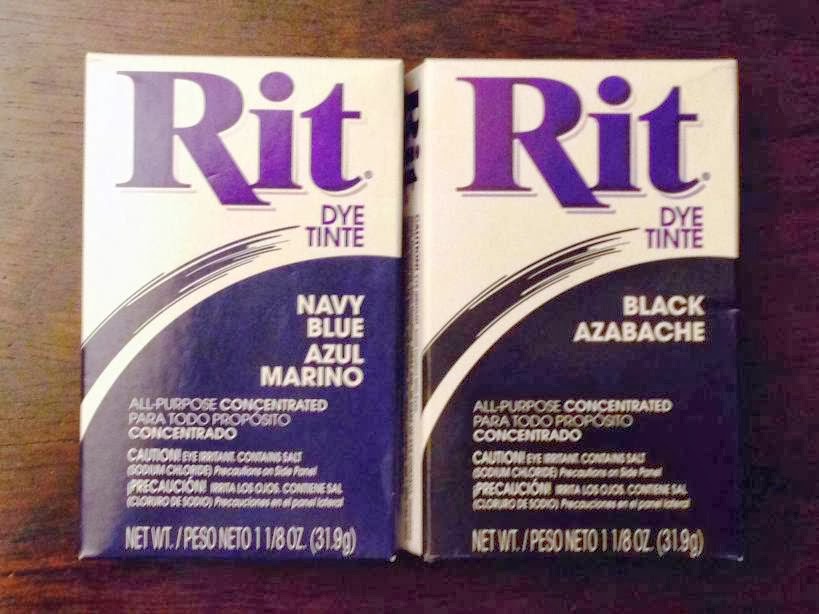 Rit®
DYE
TINTE
NAVY
BLUE
AZUL
MARINO
ALL-PURPOSE CONCENTRATED
PARA TODO PROPÓSITO
CONCENTRADO
CAUTION! EYE IRRITANT. CONTAINS SALT
(SODIUM CHLORIDE) Precautions on Side Panel
¡PRECAUCIÓN! IRRITA LOS OJOS. CONTIENE SAL
(CLORURO DE SODIO) Precauciones en el panel lateral
NET WT. / PESO NETO 1 1/8 OZ. (31.9g)
Rit®
DYE
TINTE
BLACK
AZABACHE
ALL-PURPOSE CONCENTRATED
PARA TODO PROPÓSITO
CONCENTRADO
CAUTION! EYE IRRITANT. CONTAINS SALT
(SODIUM CHLORIDE) Precautions on Side Panel
¡PRECAUCIÓN! IRRITA LOS OJOS. CONTIENE SAL
(CLORURO DE SODIO) Precauciones en el panel lateral
NET WT. / PESO NETO 1 1/8 OZ. (31.9g)